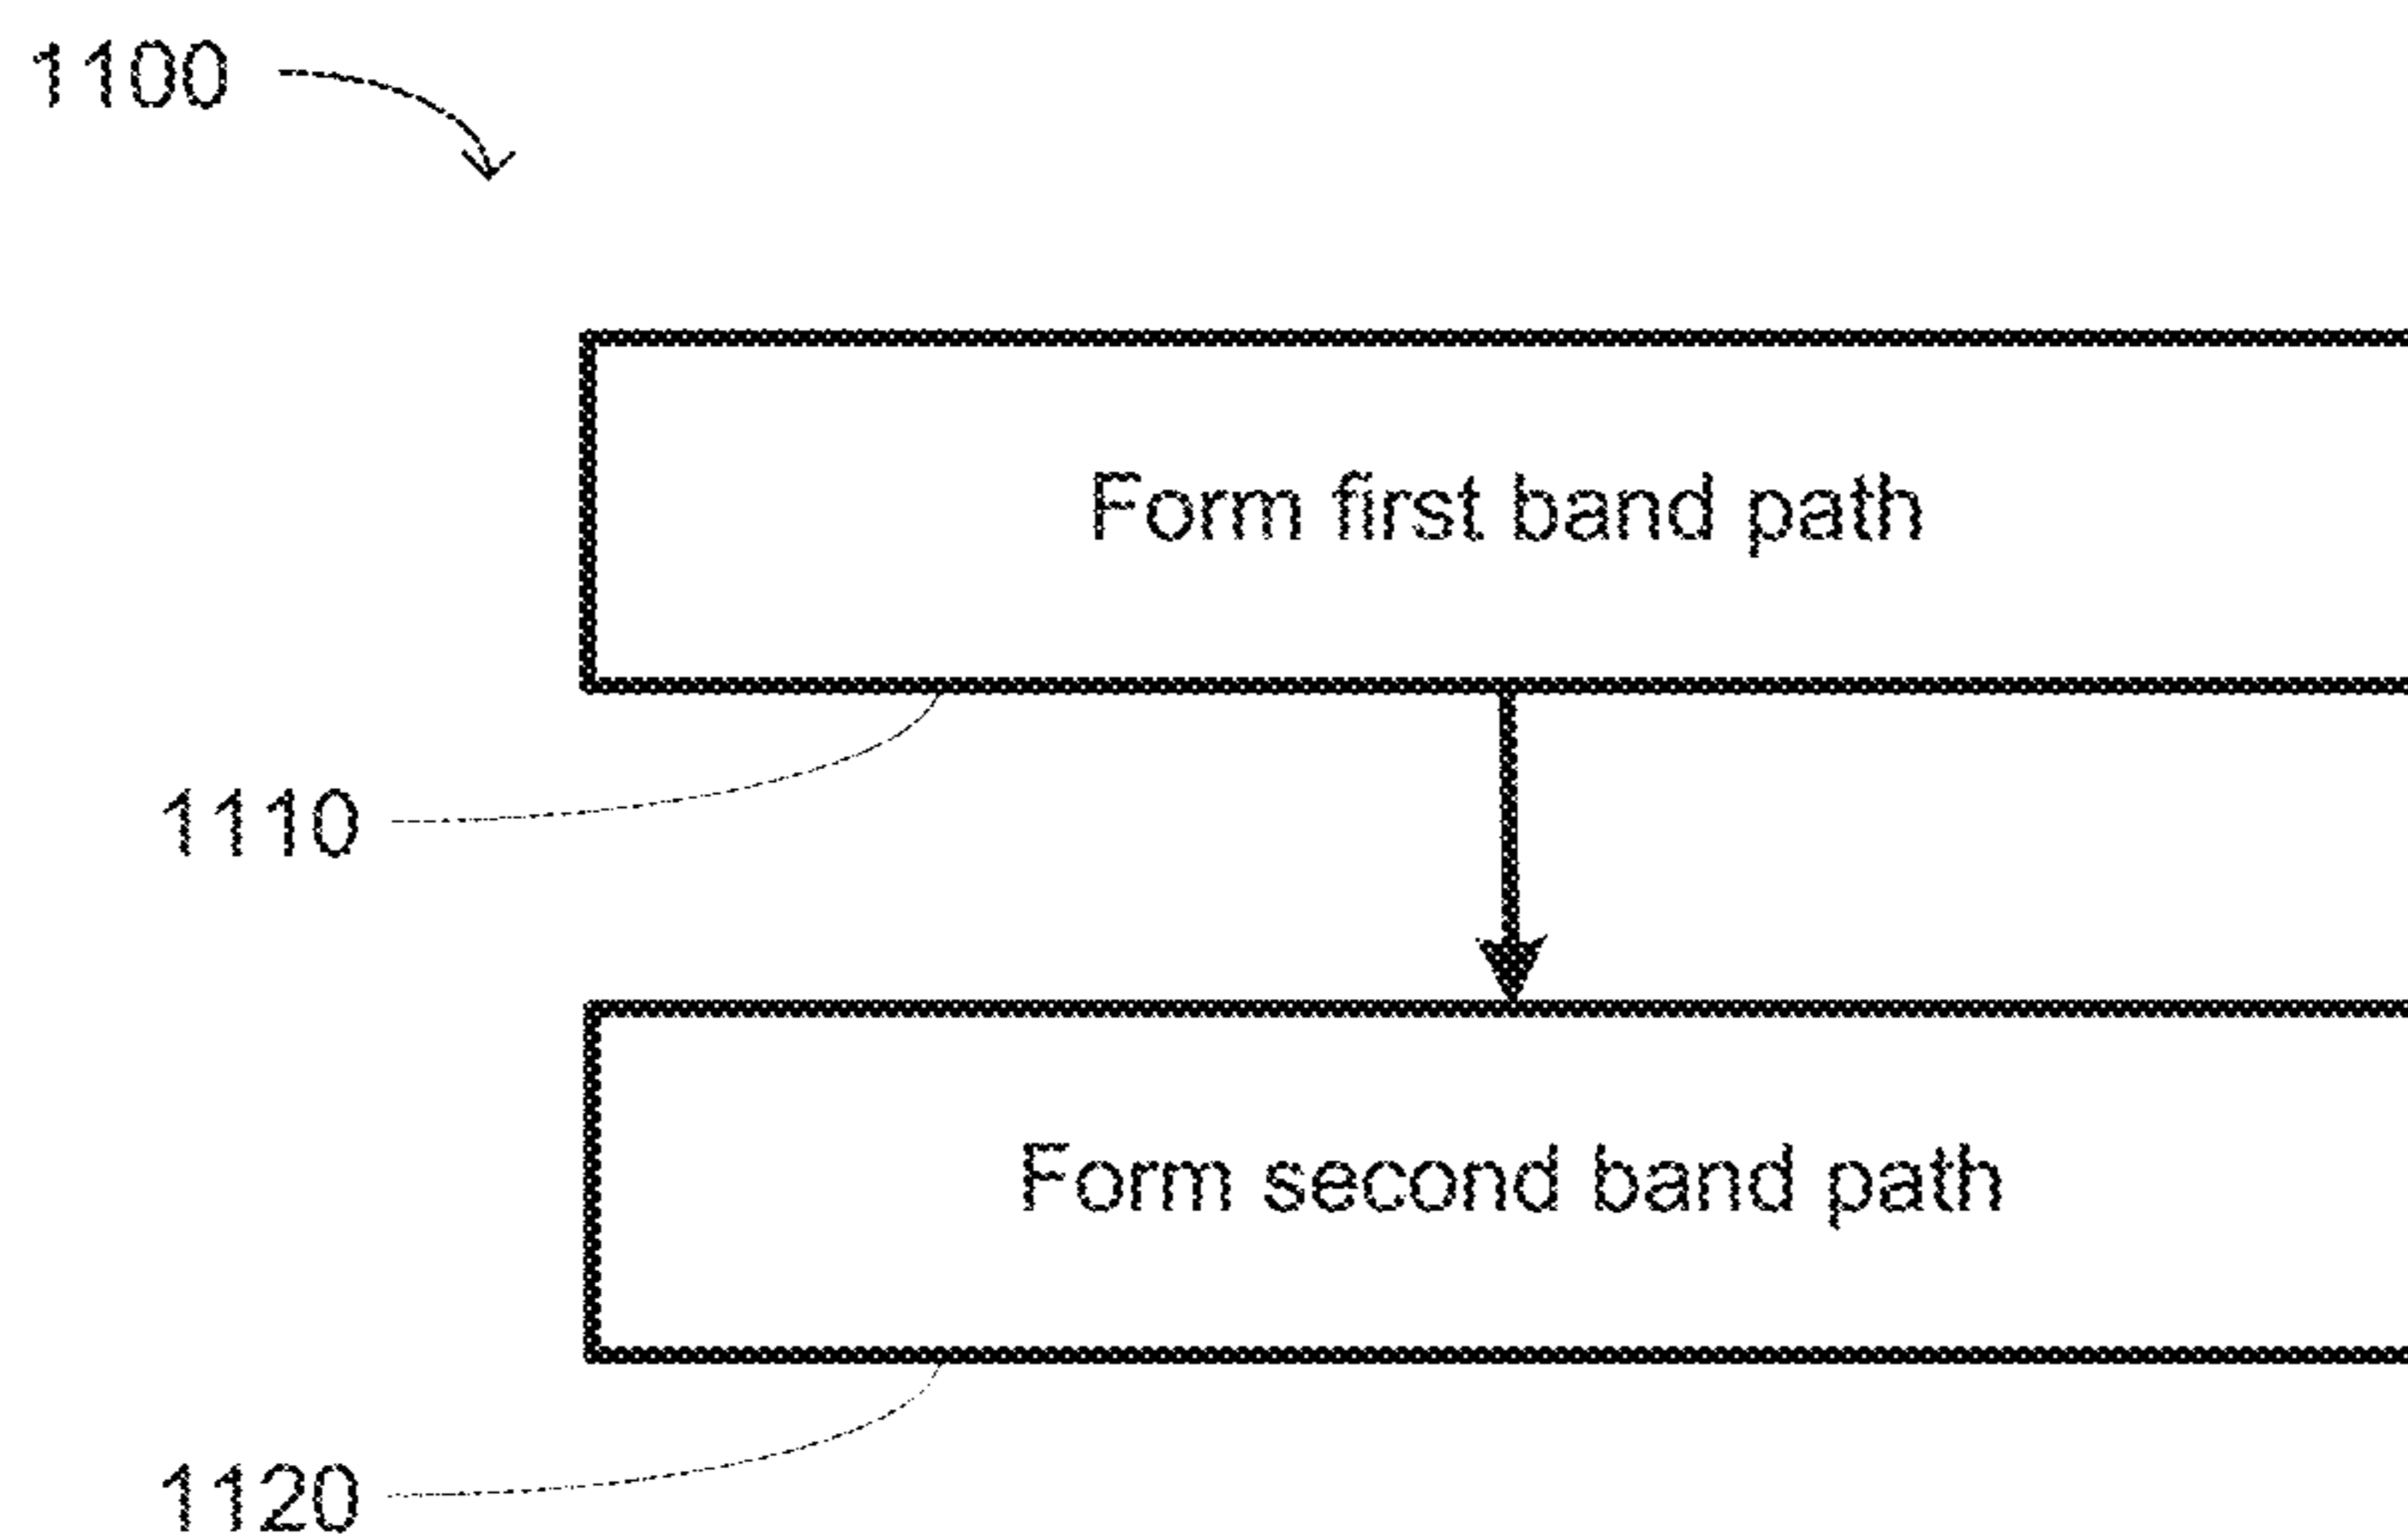 1100
Form first band path
1110
Form second band path
1120